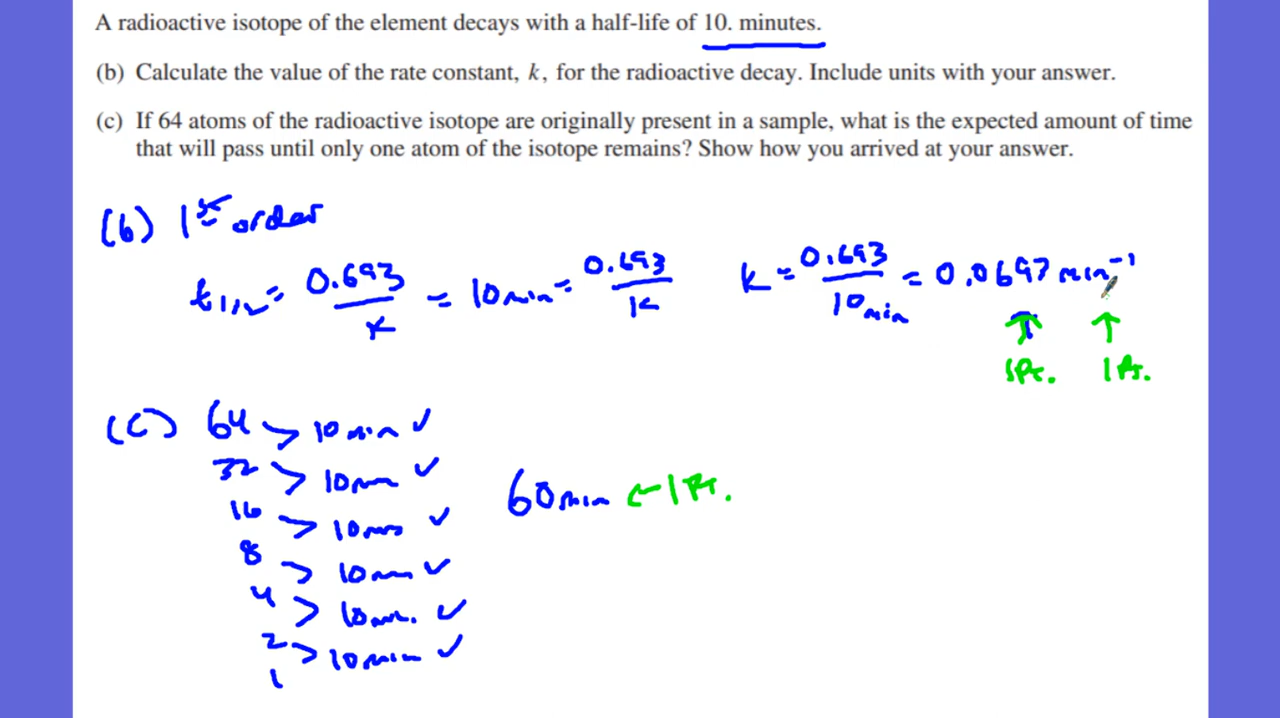 A radioactive isotope of the element decays with a half-life of 10. minutes.
(b) Calculate the value of the rate constant, k, for the radioactive decay. Include units with your answer.
(c) If 64 atoms of the radioactive isotope are originally present in a sample, what is the expected amount of time
that will pass until only one atom of the isotope remains? Show how you arrived at your answer.
(b) 1st order
t1/2 = 0.693/K = 10min = 0.693/K K = 0.693/10min = 0.0697 min⁻¹
↑ ↑
1Pt. 1Pt.
(C) 64 > 10min ✓
32 > 10min ✓
60min ← 1Pt.
16 > 10min ✓
8 > 10min ✓
4 > 10min. ✓
2 > 10min ✓
1